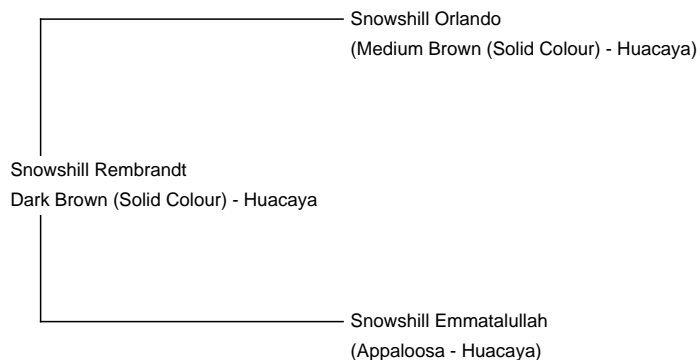 Snowshill Orlando
(Medium Brown (Solid Colour) - Huacaya)
Snowshill Rembrandt
Dark Brown (Solid Colour) - Huacaya
Snowshill Emmatalullah
(Appaloosa - Huacaya)